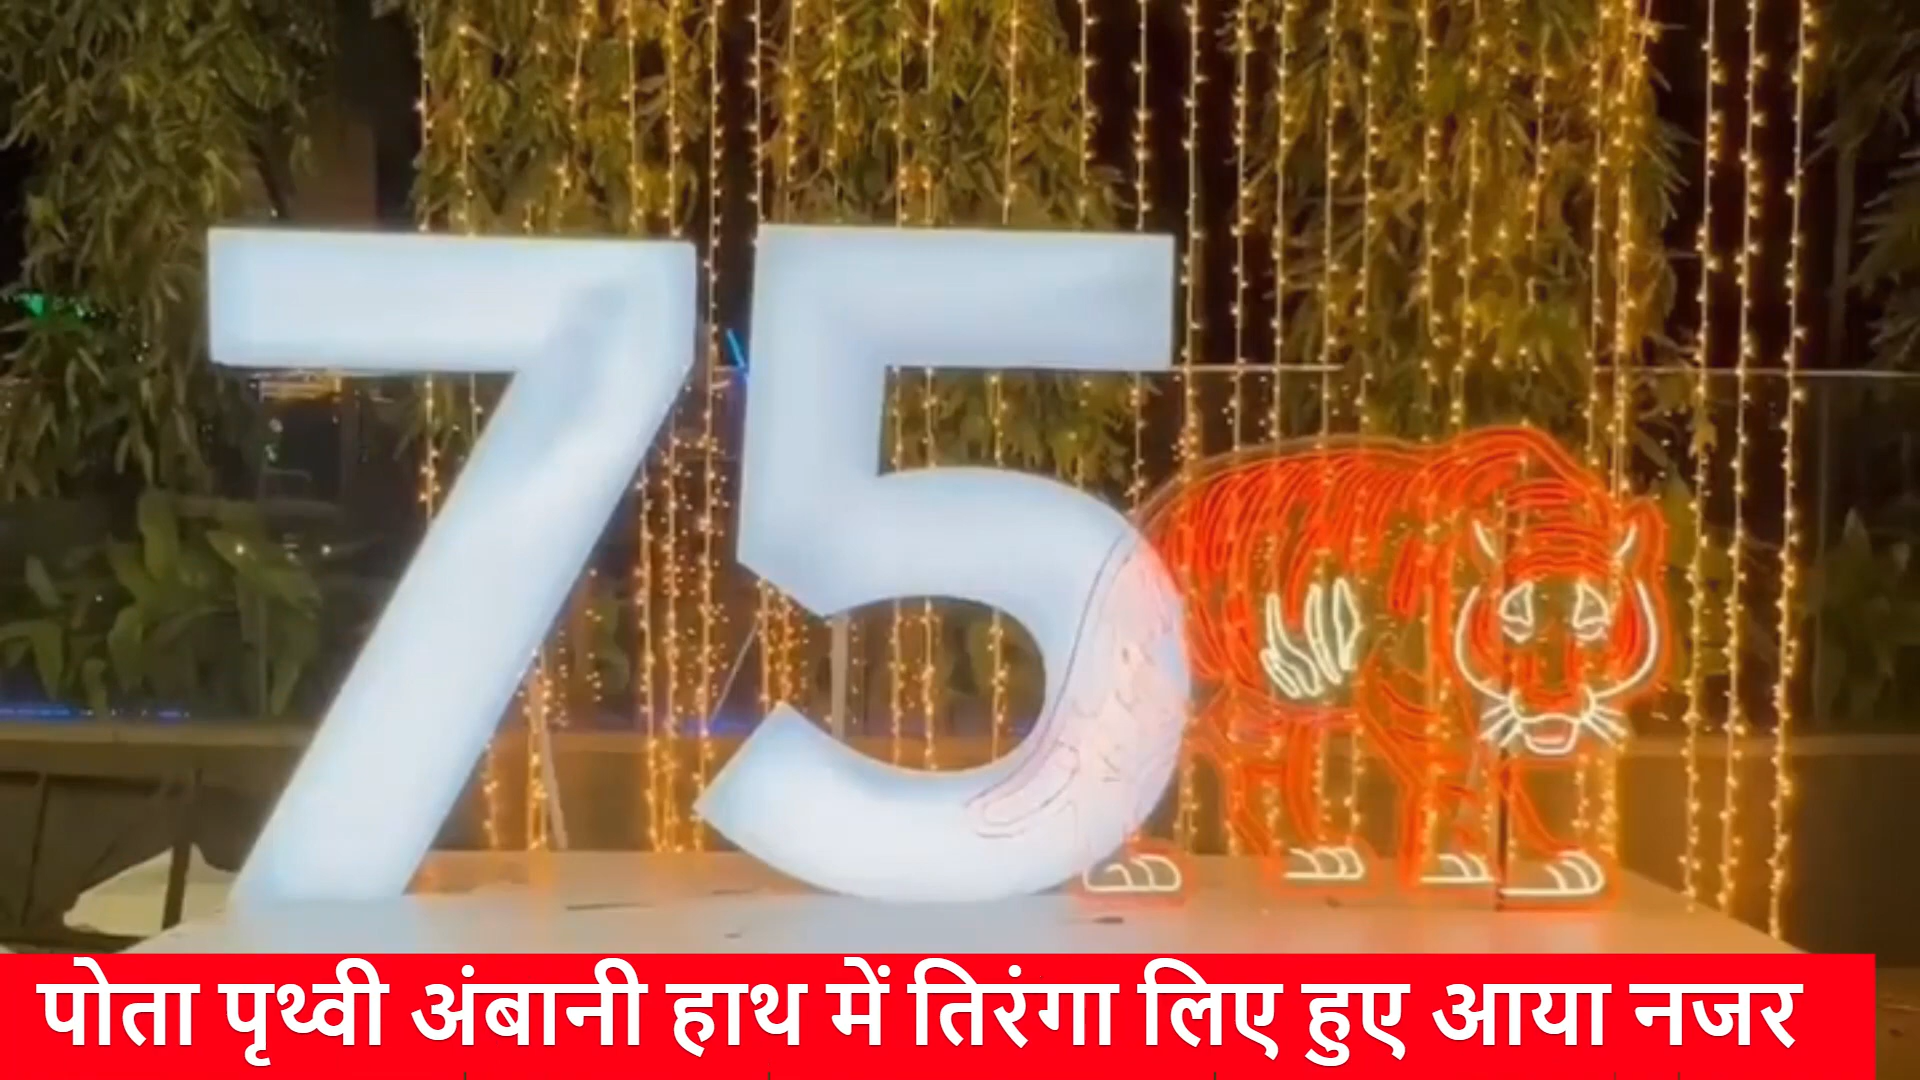 75
पोता पृथ्वी अंबानी हाथ में तिरंगा लिए हुए आया नजर